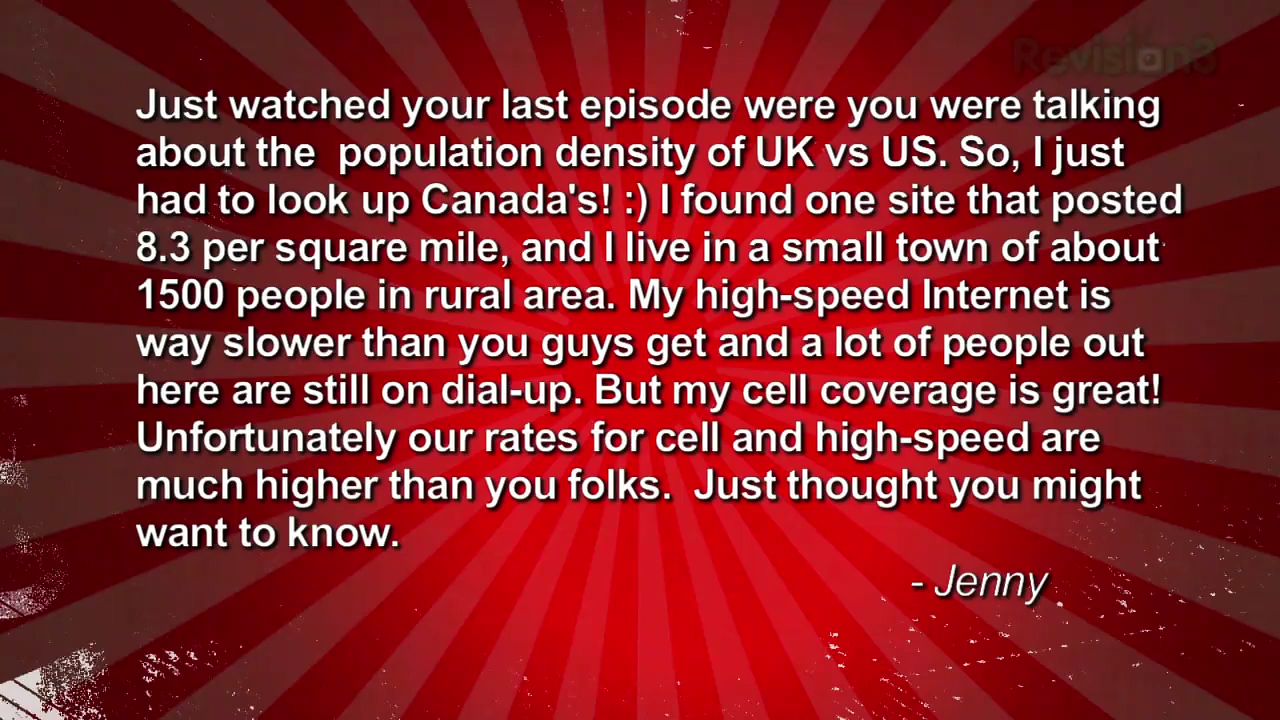 Revision3
Just watched your last episode were you were talking
about the  population density of UK vs US. So, I just
had to look up Canada's! :) I found one site that posted
8.3 per square mile, and I live in a small town of about
1500 people in rural area. My high-speed Internet is
way slower than you guys get and a lot of people out
here are still on dial-up. But my cell coverage is great!
Unfortunately our rates for cell and high-speed are
much higher than you folks.  Just thought you might
want to know.
- Jenny